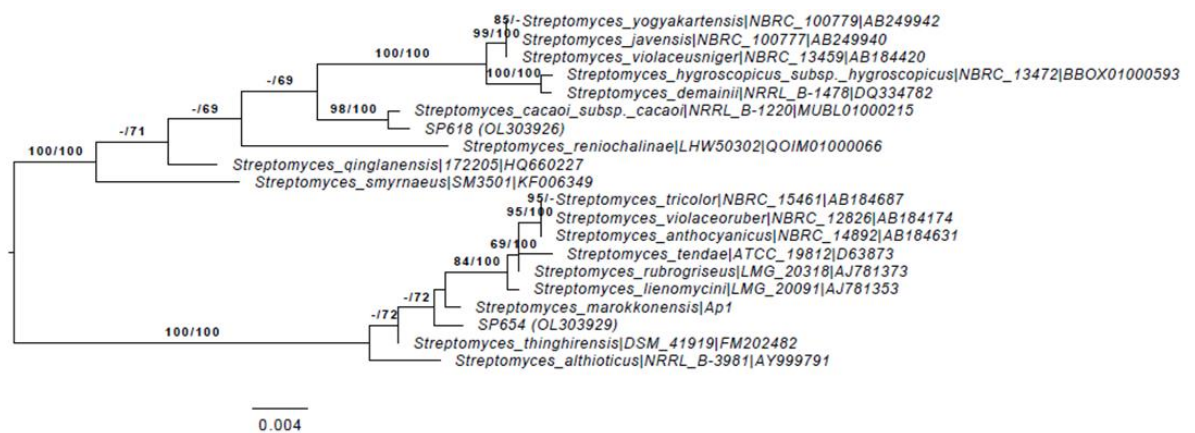 85/-
Streptomyces_yogyakartensis|NBRC_100779|AB249942
99/100
Streptomyces_javensis|NBRC_100777|AB249940
100/100
Streptomyces_violaceusniger|NBRC_13459|AB184420
100/100
Streptomyces_hygroscopicus_subsp._hygroscopicus|NBRC_13472|BBOX01000593
-/69
Streptomyces_demainii|NRRL_B-1478|DQ334782
98/100
Streptomyces_cacaoi_subsp._cacaoi|NRRL_B-1220|MUBL01000215
-/69
SP618 (OL303926)
-/71
Streptomyces_reniochalinae|LHW50302|QOIM01000066
100/100
Streptomyces_qinglanensis|172205|HQ660227
Streptomyces_smyrnaeus|SM3501|KF006349
95/-
Streptomyces_tricolor|NBRC_15461|AB184687
95/100
Streptomyces_violaceoruber|NBRC_12826|AB184174
Streptomyces_anthocyanicus|NBRC_14892|AB184631
69/100
Streptomyces_tendae|ATCC_19812|D63873
84/100
Streptomyces_rubrogriseus|LMG_20318|AJ781373
Streptomyces_lienomycini|LMG_20091|AJ781353
-/72
Streptomyces_marokkonensis|Ap1
-/72
SP654 (OL303929)
100/100
Streptomyces_thinghirensis|DSM_41919|FM202482
Streptomyces_althioticus|NRRL_B-3981|AY999791
0.004